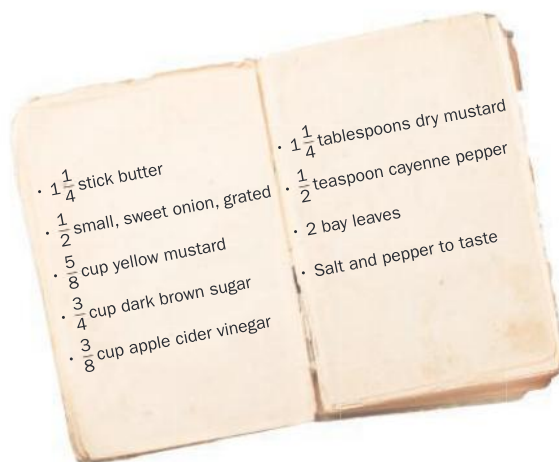 · 1 1/4 stick butter
· 1/2 small, sweet onion, grated
· 5/8 cup yellow mustard
· 3/4 cup dark brown sugar
· 3/8 cup apple cider vinegar
· 1 1/4 tablespoons dry mustard
· 1/2 teaspoon cayenne pepper
· 2 bay leaves
· Salt and pepper to taste